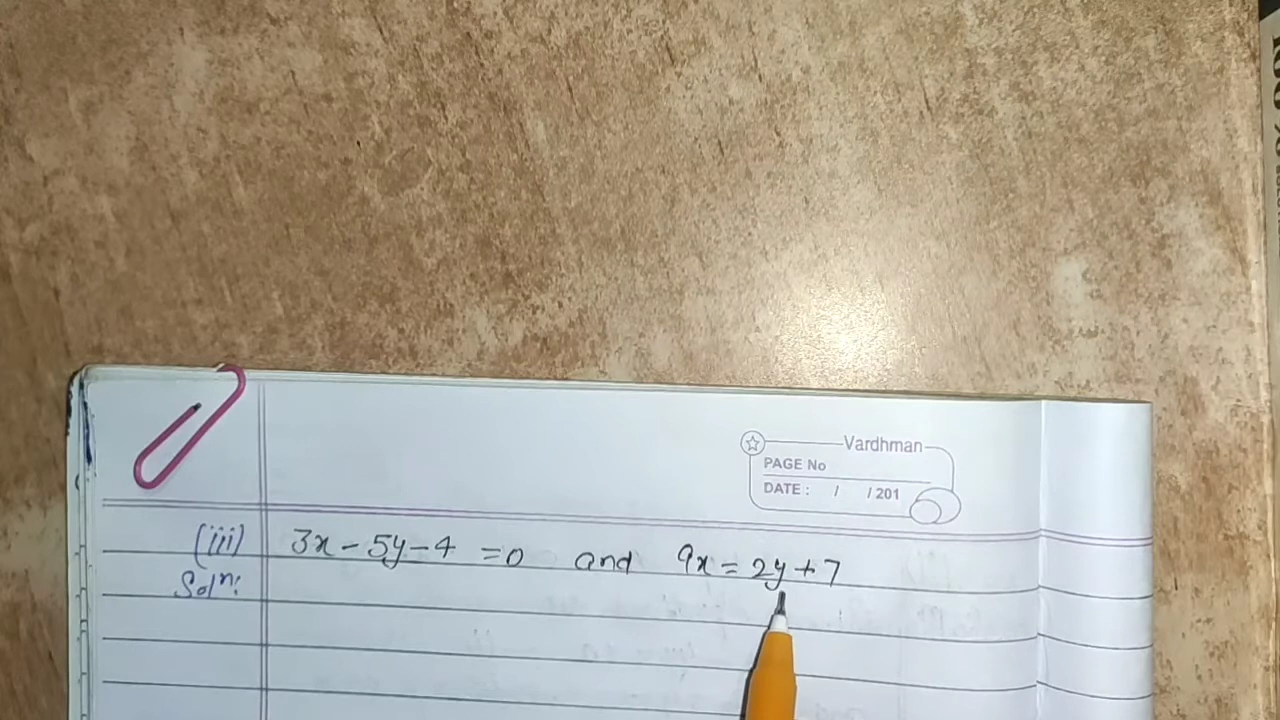 Vardhman
PAGE No
DATE : / / 201
(iii) 3x - 5y - 4 = 0 and 9x = 2y + 7
Solⁿ: